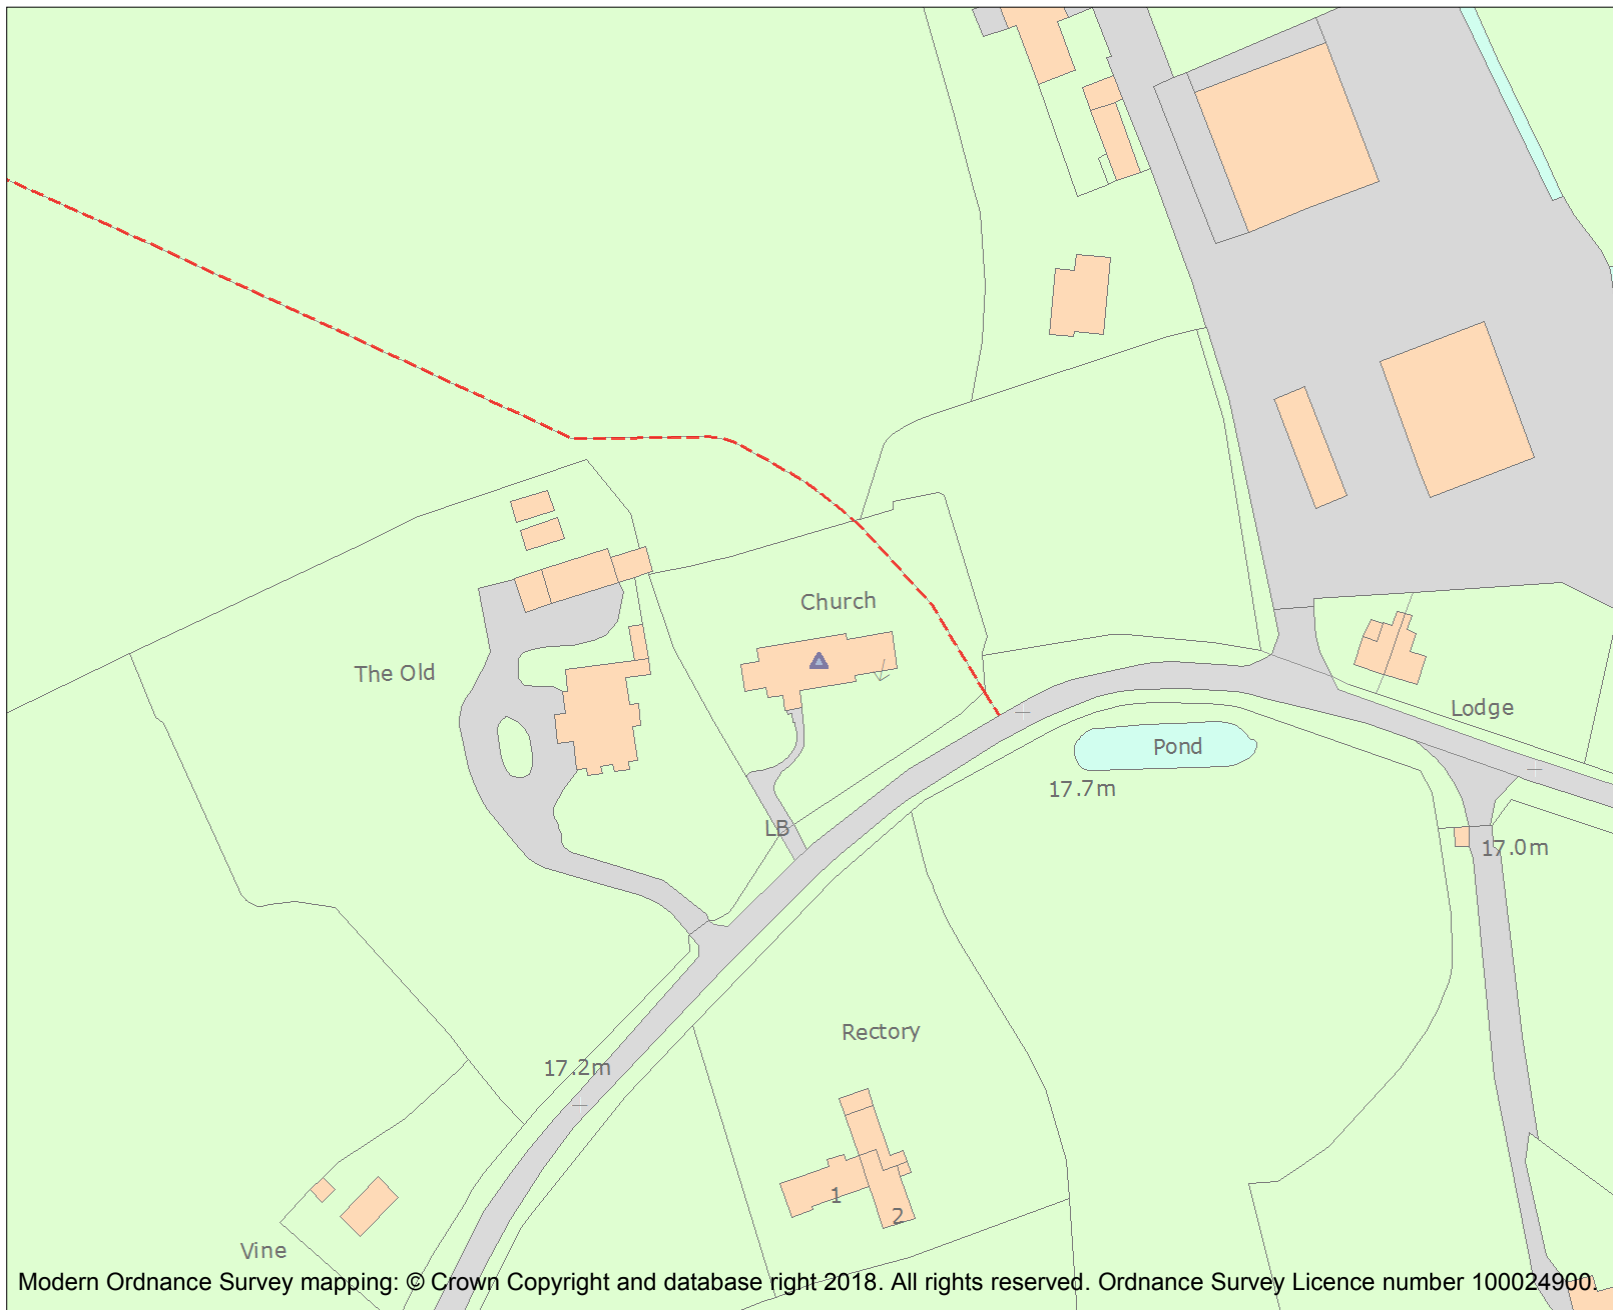 Church
The Old
Lodge
Pond
17.7m
LB
17.0m
Rectory
17.2m
1
2
Vine
Modern Ordnance Survey mapping: © Crown Copyright and database right 2018. All rights reserved. Ordnance Survey Licence number 100024900.